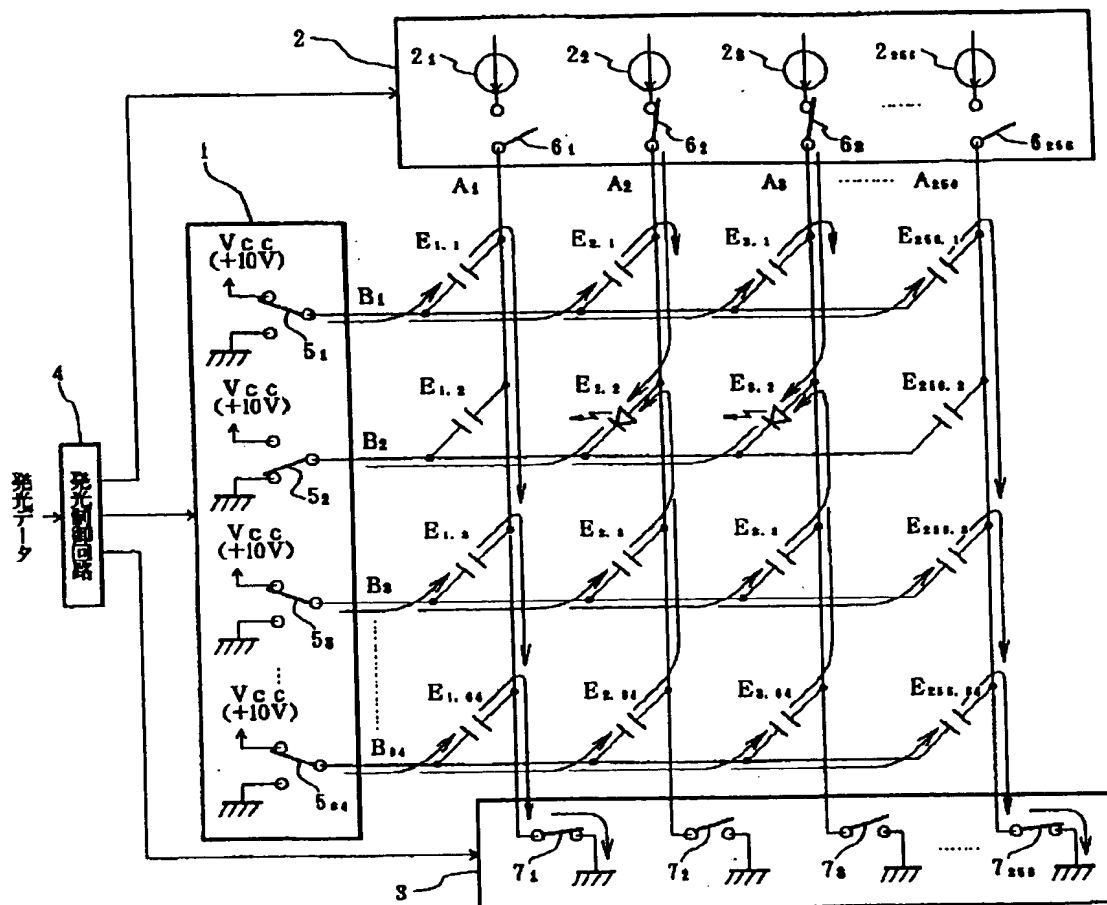 2
2₁ 2₂ 2₃ 2₂₅₆
6₁ 6₂ 6₃ 6₂₅₆
A₁ A₂ A₃ A₂₅₆
1
Vcc
(+10V)
B₁ E₁.₁ E₂.₁ E₃.₁ E₂₅₆.₁
5₁
4
発光データ
発光制御回路
Vcc
(+10V)
B₂ E₁.₂ E₂.₂ E₃.₂ E₂₅₆.₂
5₂
Vcc
(+10V)
B₃ E₁.₃ E₂.₃ E₂.₃ E₂₅₆.₃
5₃
Vcc
(+10V)
B₆₄ E₁.₆₄ E₂.₆₄ E₃.₆₄ E₂₅₆.₆₄
5₆₄
7₁ 7₂ 7₃ 7₂₅₆
3